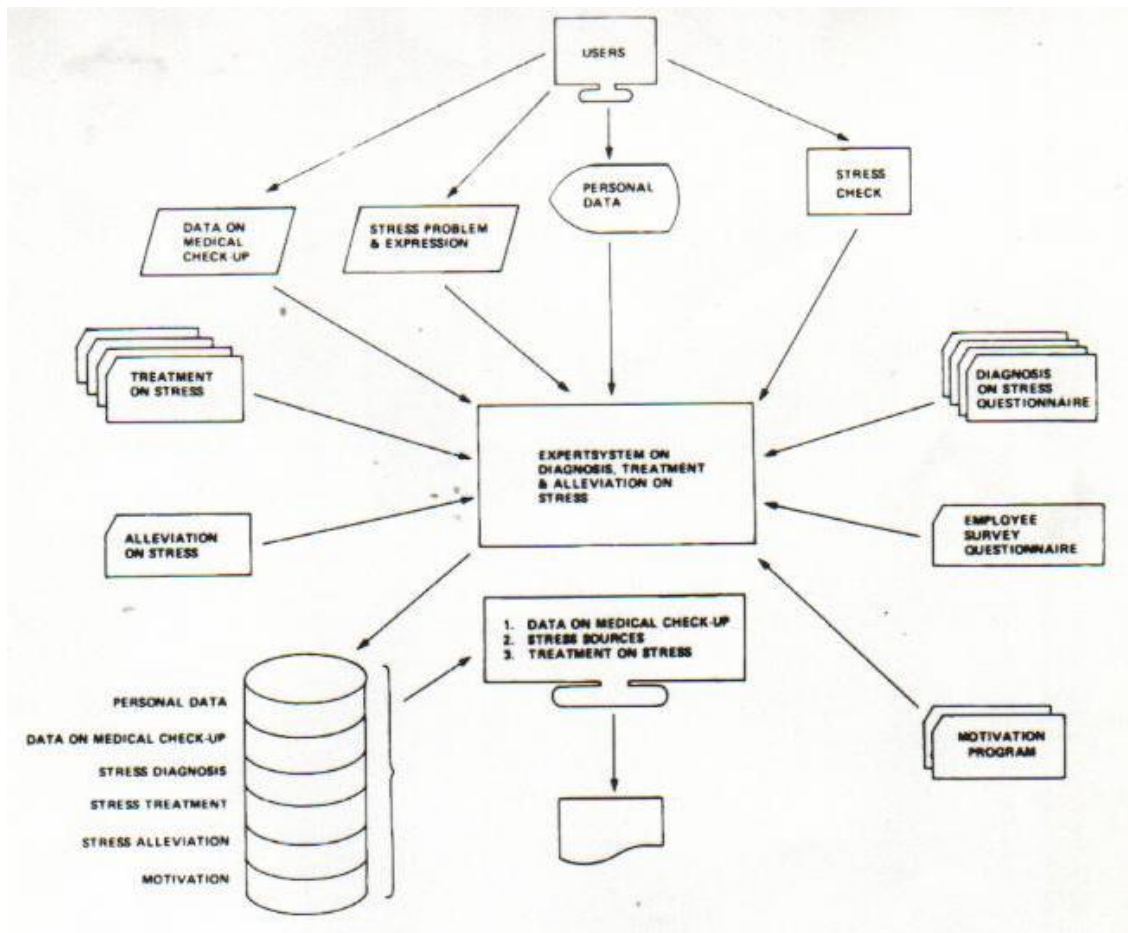 USERS
DATA ON
MEDICAL
CHECK-UP
STRESS PROBLEM
& EXPRESSION
PERSONAL
DATA
STRESS
CHECK
TREATMENT
ON STRESS
DIAGNOSIS
ON STRESS
QUESTIONNAIRE
EXPERTSYSTEM ON
DIAGNOSIS, TREATMENT
& ALLEVIATION ON
STRESS
ALLEVIATION
ON STRESS
EMPLOYEE
SURVEY
QUESTIONNAIRE
1. DATA ON MEDICAL CHECK-UP
2. STRESS SOURCES
3. TREATMENT ON STRESS
MOTIVATION
PROGRAM
PERSONAL DATA
DATA ON MEDICAL CHECK-UP
STRESS DIAGNOSIS
STRESS TREATMENT
STRESS ALLEVIATION
MOTIVATION